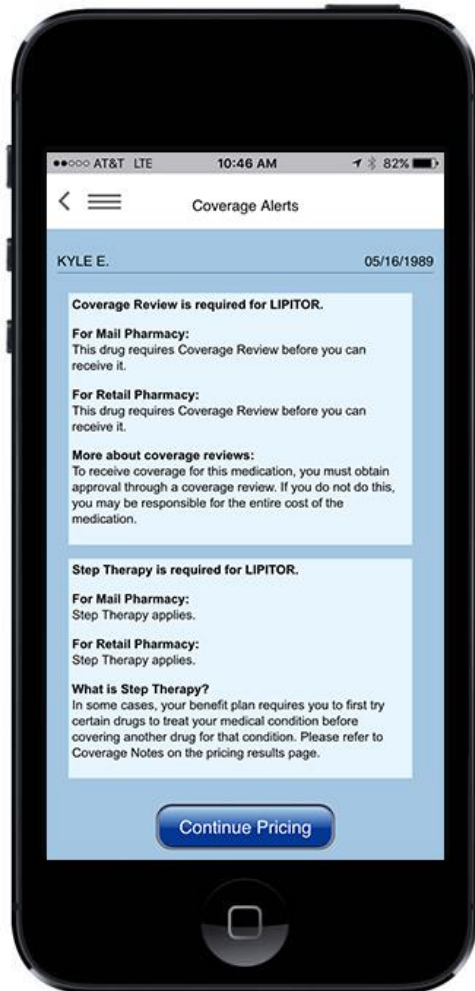 AT&T LTE 10:46 AM 82%
Coverage Alerts
KYLE E. 05/16/1989
Coverage Review is required for LIPITOR.
For Mail Pharmacy:
This drug requires Coverage Review before you can
receive it.
For Retail Pharmacy:
This drug requires Coverage Review before you can
receive it.
More about coverage reviews:
To receive coverage for this medication, you must obtain
approval through a coverage review. If you do not do this,
you may be responsible for the entire cost of the
medication.
Step Therapy is required for LIPITOR.
For Mail Pharmacy:
Step Therapy applies.
For Retail Pharmacy:
Step Therapy applies.
What is Step Therapy?
In some cases, your benefit plan requires you to first try
certain drugs to treat your medical condition before
covering another drug for that condition. Please refer to
Coverage Notes on the pricing results page.
Continue Pricing